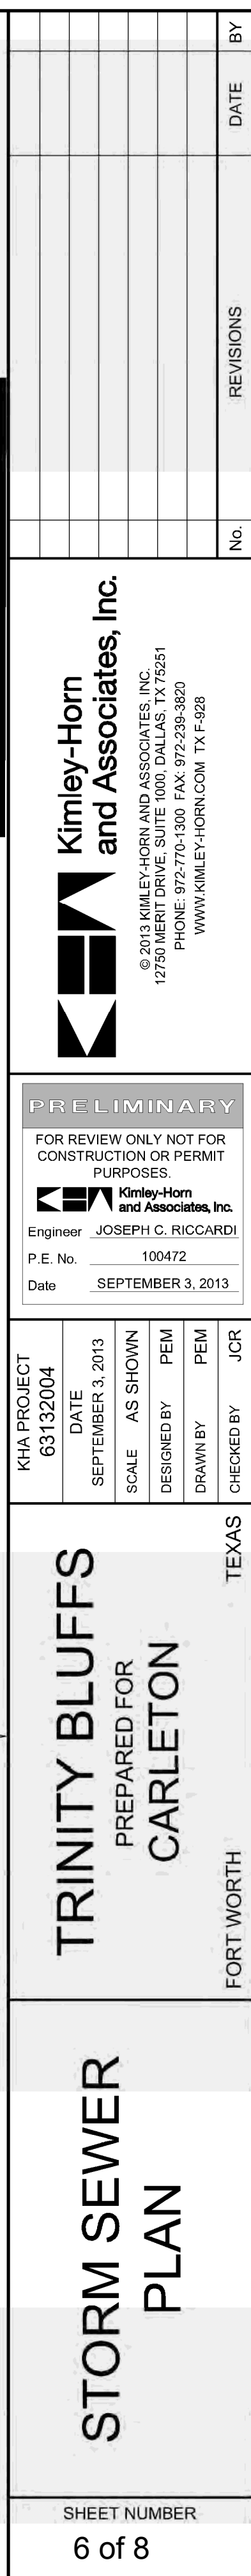 No. REVISIONS DATE BY
Kimley-Horn
and Associates, Inc.
© 2013 KIMLEY-HORN AND ASSOCIATES, INC.
12750 MERIT DRIVE, SUITE 1000, DALLAS, TX 75251
PHONE: 972-770-1300 FAX: 972-239-3820
WWW.KIMLEY-HORN.COM TX F-928
PRELIMINARY
FOR REVIEW ONLY NOT FOR
CONSTRUCTION OR PERMIT
PURPOSES.
Kimley-Horn
and Associates, Inc.
Engineer JOSEPH C. RICCARDI
P.E. No. 100472
Date SEPTEMBER 3, 2013
KHA PROJECT
63132004
DATE
SEPTEMBER 3, 2013
SCALE AS SHOWN
DESIGNED BY PEM
DRAWN BY PEM
CHECKED BY JCR
TRINITY BLUFFS
PREPARED FOR
CARLETON
FORT WORTH TEXAS
STORM SEWER
PLAN
SHEET NUMBER
6 of 8